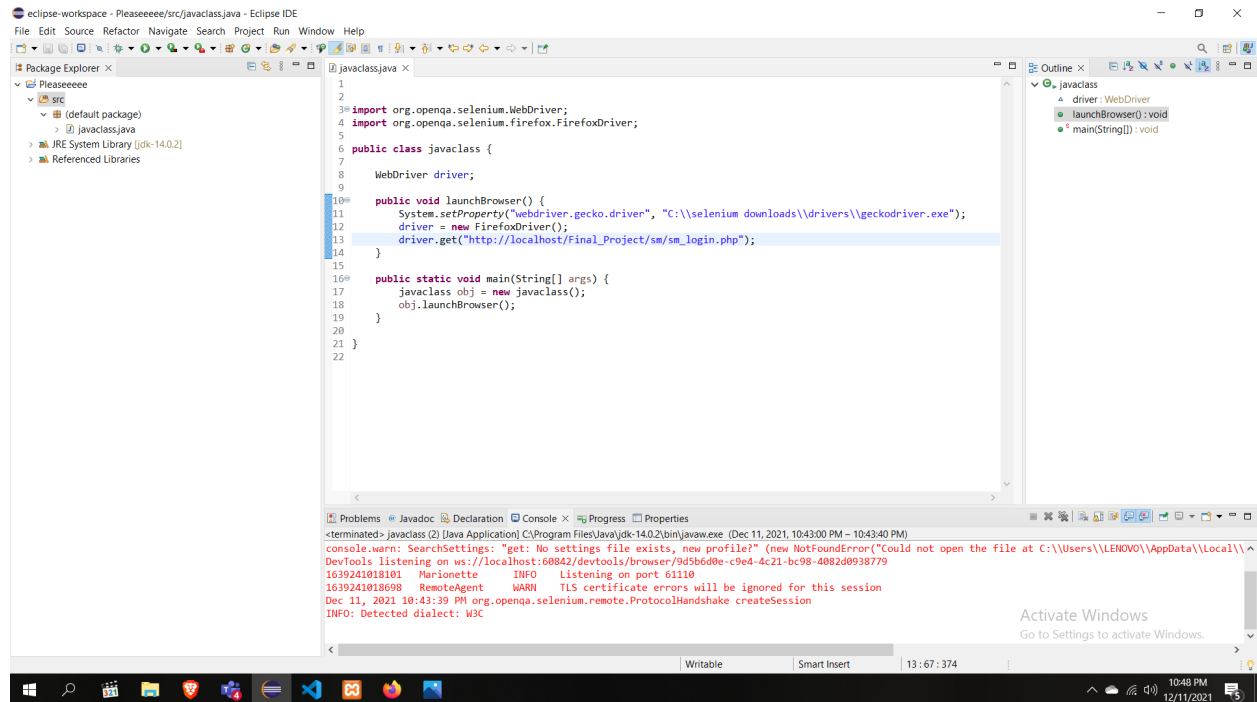 eclipse-workspace - Pleaseeeee/src/javaclass.java - Eclipse IDE
File Edit Source Refactor Navigate Search Project Run Window Help
Package Explorer
Pleaseeeee
src
(default package)
javaclass.java
JRE System Library [jdk-14.0.2]
Referenced Libraries
javaclass.java
1
2
3 import org.openqa.selenium.WebDriver;
4 import org.openqa.selenium.firefox.FirefoxDriver;
5
6 public class javaclass {
7
8 WebDriver driver;
9
10 public void launchBrowser() {
11 System.setProperty("webdriver.gecko.driver", "C:\\selenium downloads\\drivers\\geckodriver.exe");
12 driver = new FirefoxDriver();
13 driver.get("http://localhost/Final_Project/sm/sm_login.php");
14 }
15
16 public static void main(String[] args) {
17 javaclass obj = new javaclass();
18 obj.launchBrowser();
19 }
20
21 }
22
Outline
javaclass
driver : WebDriver
launchBrowser() : void
main(String[]) : void
Problems Javadoc Declaration Console Progress Properties
<terminated> javaclass (2) [Java Application] C:\Program Files\Java\jdk-14.0.2\bin\javaw.exe (Dec 11, 2021, 10:43:00 PM – 10:43:40 PM)
console.warn: SearchSettings: "get: No settings file exists, new profile?" (new NotFoundError("Could not open the file at C:\\Users\\LENOVO\\AppData\\Local\\
DevTools listening on ws://localhost:60842/devtools/browser/9d5b6d0e-c9e4-4c21-bc98-4082d0938779
1639241018101 Marionette INFO Listening on port 61110
1639241018698 RemoteAgent WARN TLS certificate errors will be ignored for this session
Dec 11, 2021 10:43:39 PM org.openqa.selenium.remote.ProtocolHandshake createSession
INFO: Detected dialect: W3C
Activate Windows
Go to Settings to activate Windows.
Writable Smart Insert 13 : 67 : 374
10:48 PM
12/11/2021